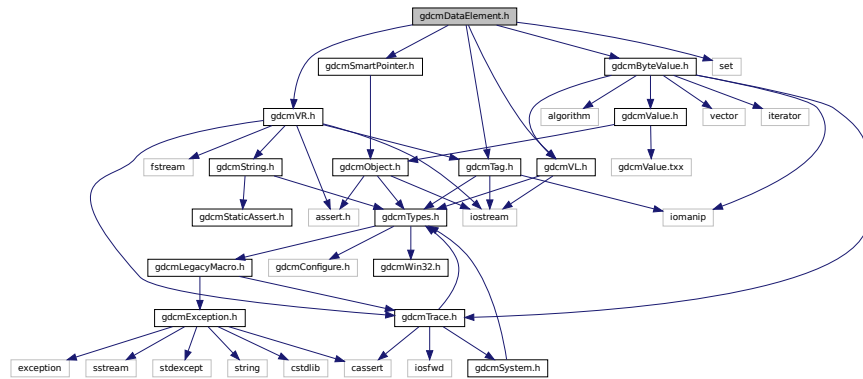 gdcmDataElement.h
gdcmSmartPointer.h
gdcmByteValue.h
set
gdcmVR.h
algorithm
gdcmValue.h
vector
iterator
fstream
gdcmString.h
gdcmObject.h
gdcmTag.h
gdcmVL.h
gdcmValue.txx
gdcmStaticAssert.h
assert.h
gdcmTypes.h
iostream
iomanip
gdcmLegacyMacro.h
gdcmConfigure.h
gdcmWin32.h
gdcmException.h
gdcmTrace.h
exception
sstream
stdexcept
string
cstdlib
cassert
iosfwd
gdcmSystem.h